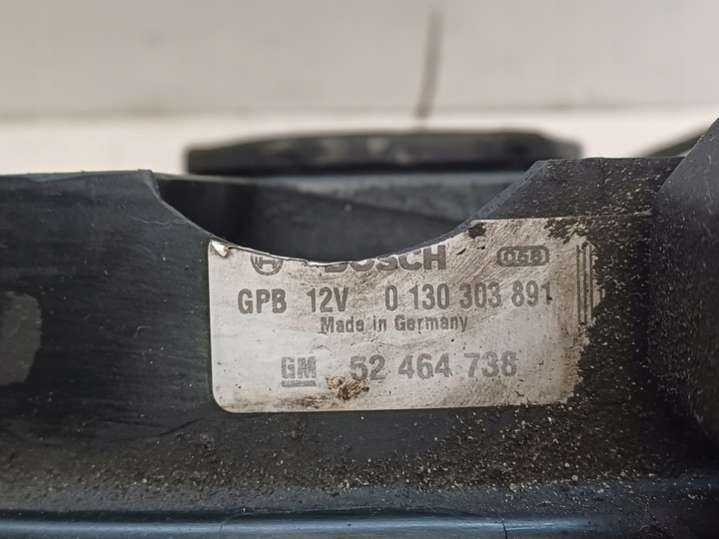 BOSCH
GPB 12V 0 130 303 891
Made in Germany
GM 52 464 738